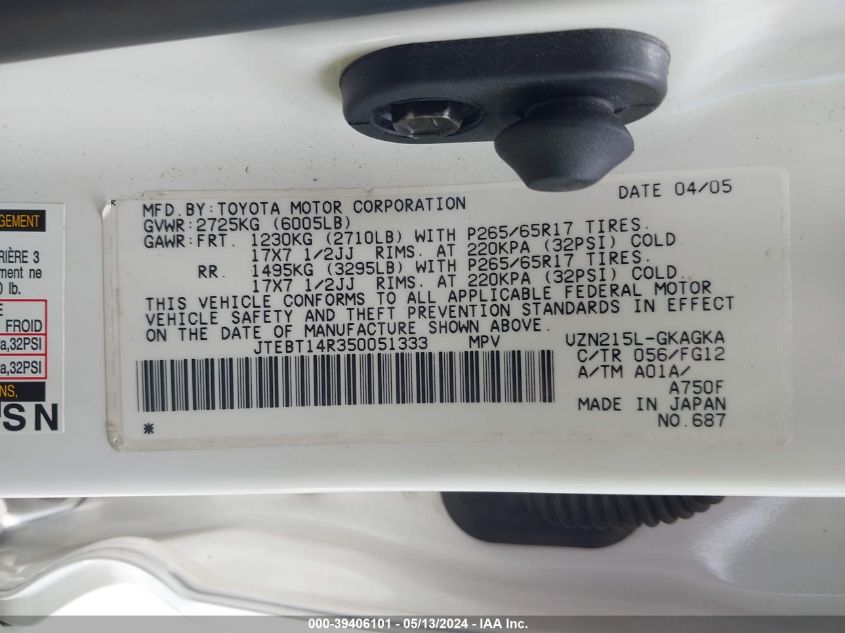 MFD.BY:TOYOTA MOTOR CORPORATION DATE 04/05
GVWR:2725KG (6005LB)
GAWR:FRT. 1230KG (2710LB) WITH P265/65R17 TIRES.
17X7 1/2JJ RIMS. AT 220KPA (32PSI) COLD
RR. 1495KG (3295LB) WITH P265/65R17 TIRES.
17X7 1/2JJ RIMS. AT 220KPA (32PSI) COLD.
THIS VEHICLE CONFORMS TO ALL APPLICABLE FEDERAL MOTOR
VEHICLE SAFETY AND THEFT PREVENTION STANDARDS IN EFFECT
ON THE DATE OF MANUFACTURE SHOWN ABOVE.
JTEBT14R350051333 MPV VZN215L-GKAGKA
C/TR 056/FG12
A/TM A01A/
A750F
MADE IN JAPAN
NO.687
*
GEMENT
RIÈRE 3
ment ne
lb.
E
FROID
a,32PSI
a,32PSI
NS,
SN
000-39406101 - 05/13/2024 - IAA Inc.